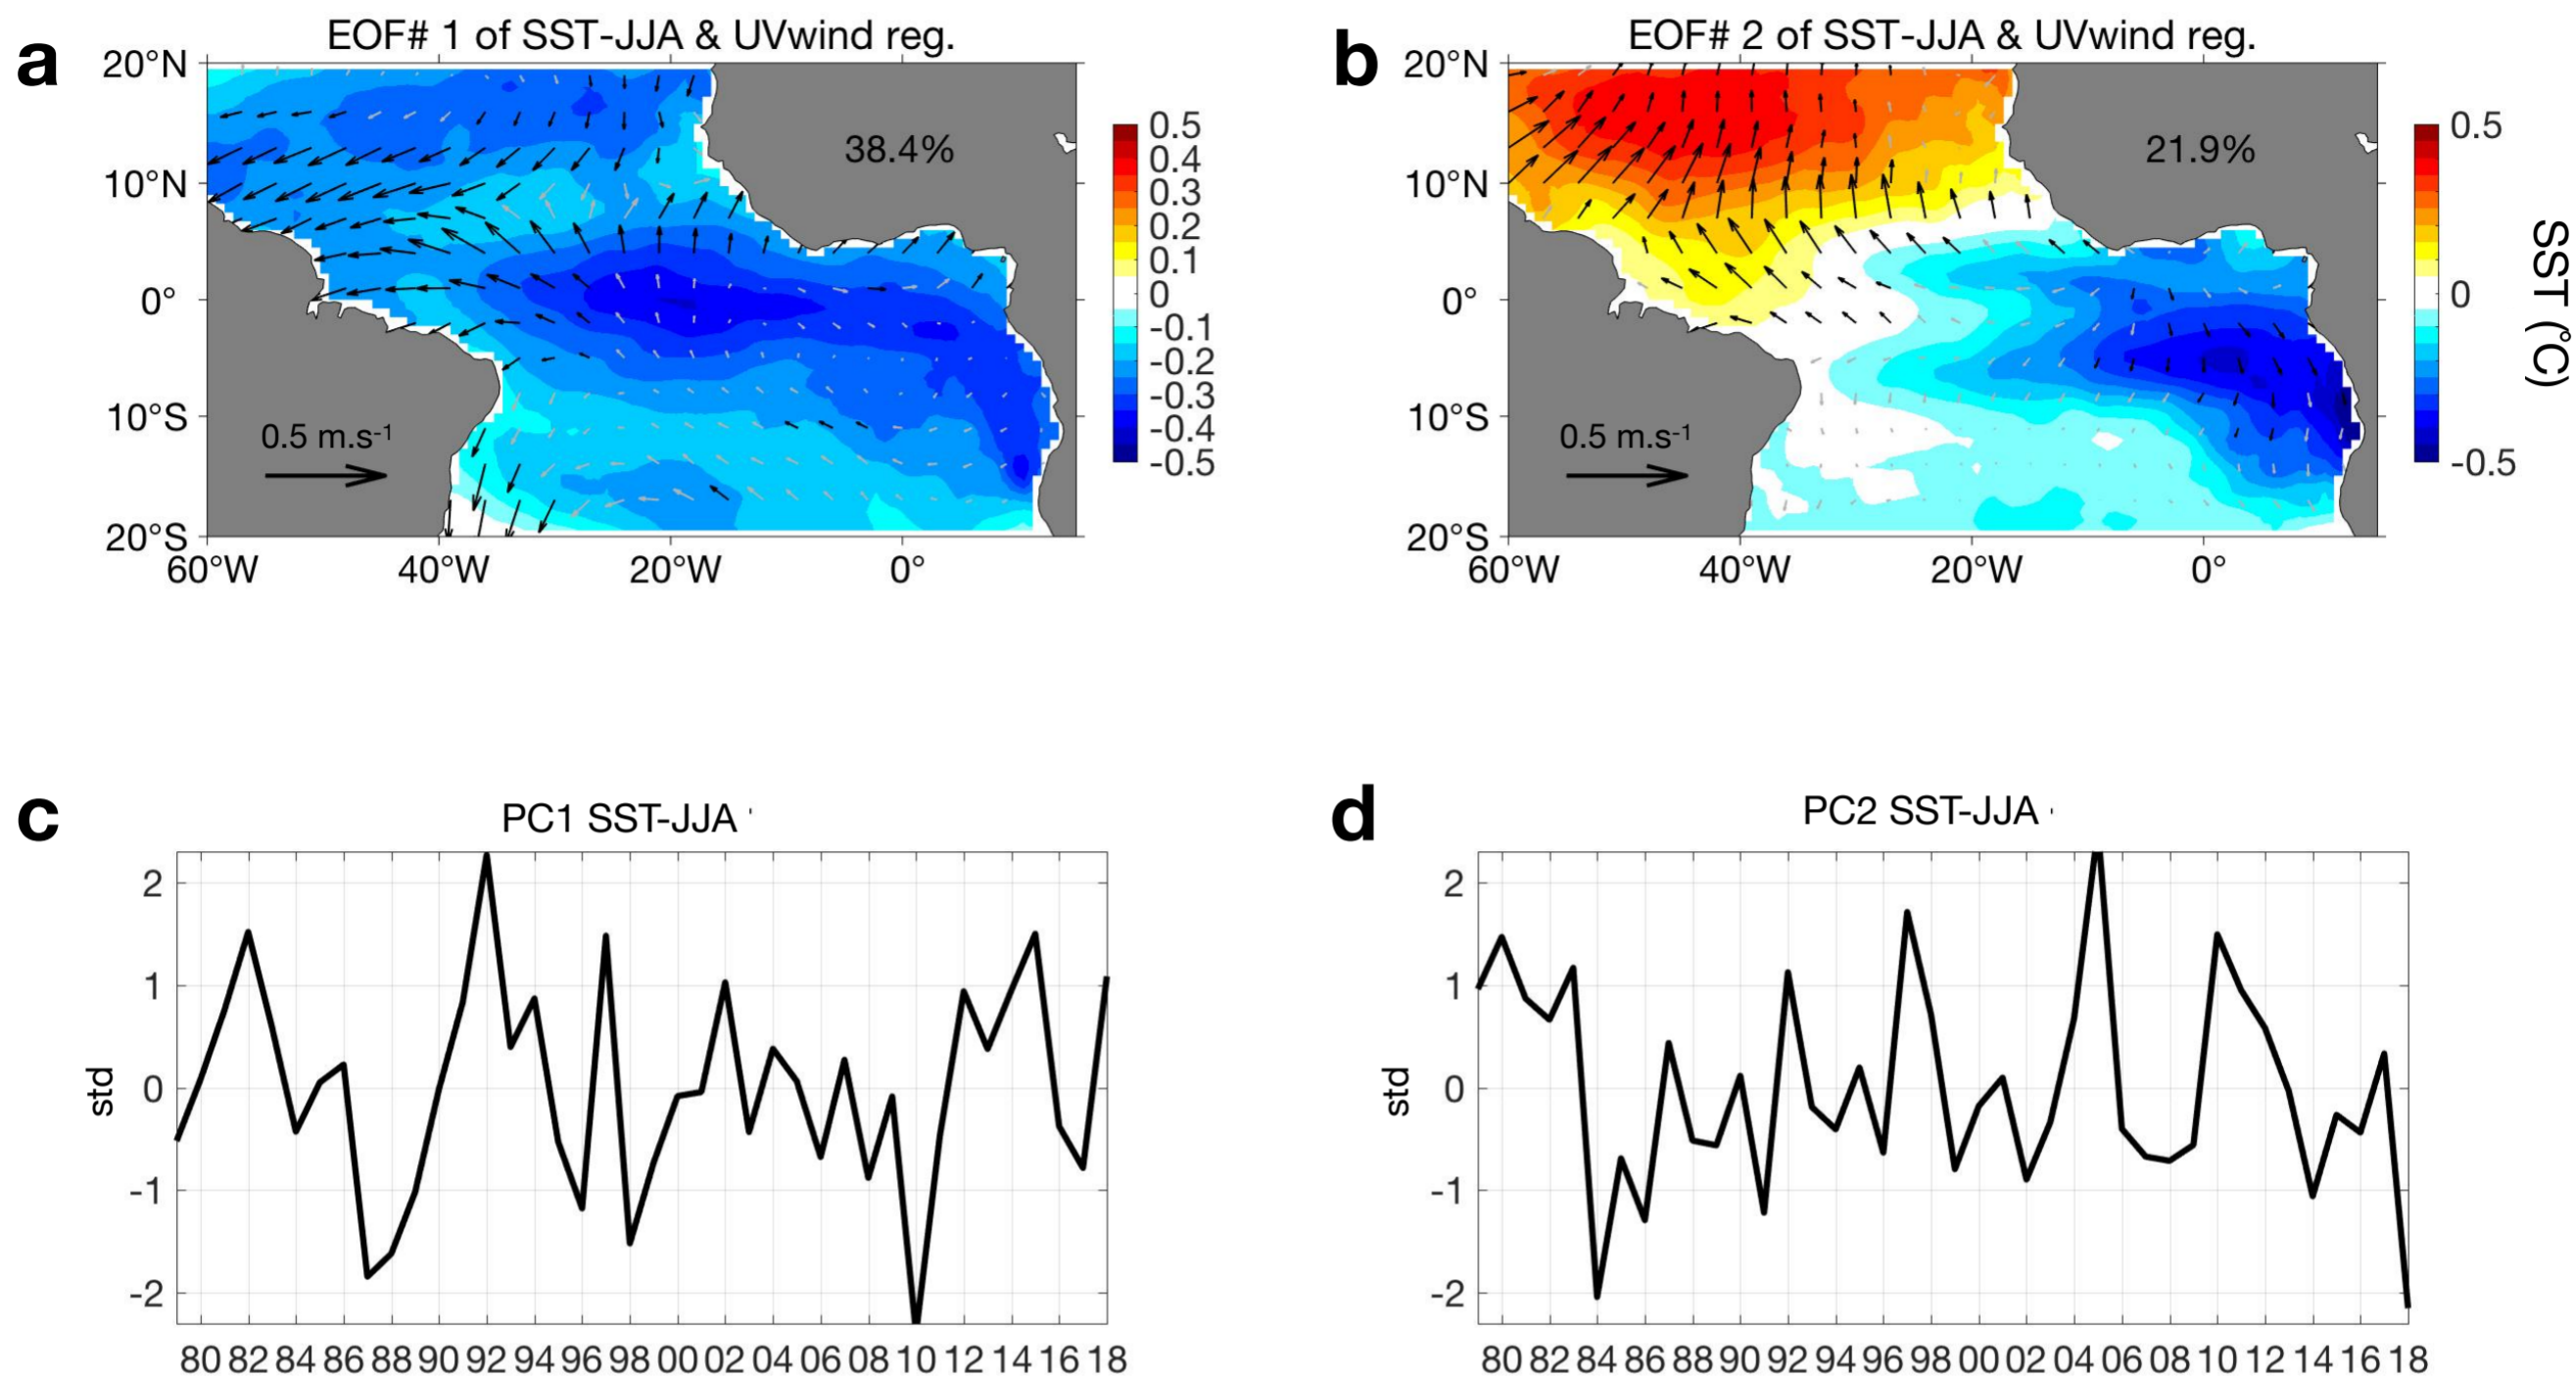 a
EOF# 1 of SST-JJA & UVwind reg.
20°N
10°N
0°
10°S
20°S
60°W 40°W 20°W 0°
38.4%
0.5 m.s-1
0.5
0.4
0.3
0.2
0.1
0
-0.1
-0.2
-0.3
-0.4
-0.5
b
EOF# 2 of SST-JJA & UVwind reg.
20°N
10°N
0°
10°S
20°S
60°W 40°W 20°W 0°
21.9%
0.5 m.s-1
0.5
0
-0.5
SST (°C)
c
PC1 SST-JJA
std
2
1
0
-1
-2
80 82 84 86 88 90 92 94 96 98 00 02 04 06 08 10 12 14 16 18
d
PC2 SST-JJA
std
2
1
0
-1
-2
80 82 84 86 88 90 92 94 96 98 00 02 04 06 08 10 12 14 16 18